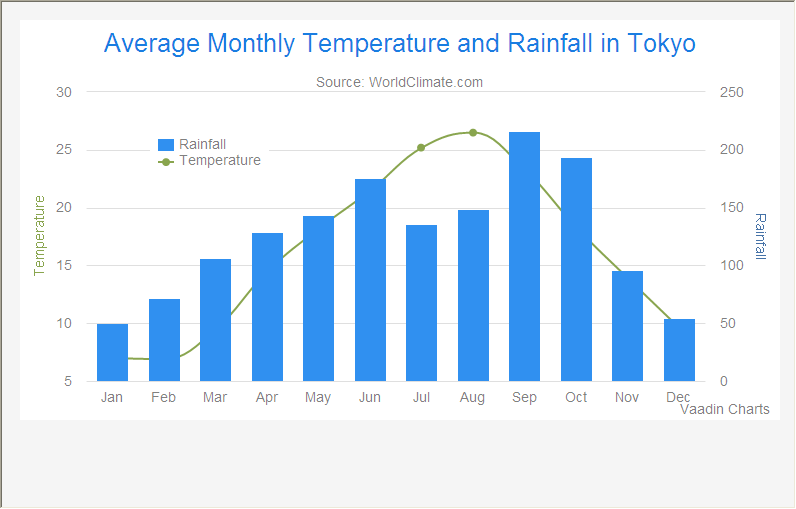 Average Monthly Temperature and Rainfall in Tokyo
Source: WorldClimate.com
Rainfall
Temperature
Temperature
30
25
20
15
10
5
250
200
150
100
50
0
Rainfall
Jan Feb Mar Apr May Jun Jul Aug Sep Oct Nov Dec
Vaadin Charts